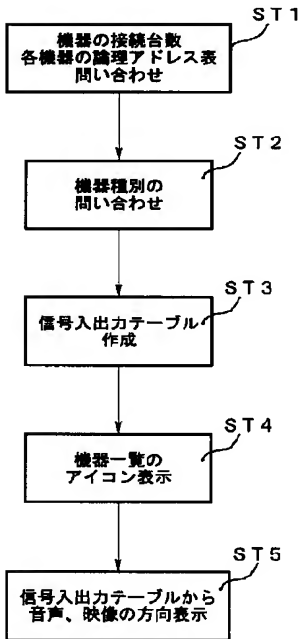 ST1
機器の接続台数
各機器の論理アドレス表
問い合わせ
ST2
機器種別の
問い合わせ
ST3
信号入出力テーブル
作成
ST4
機器一覧の
アイコン表示
ST5
信号入出力テーブルから
音声、映像の方向表示